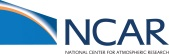 NCAR
NATIONAL CENTER FOR ATMOSPHERIC RESEARCH